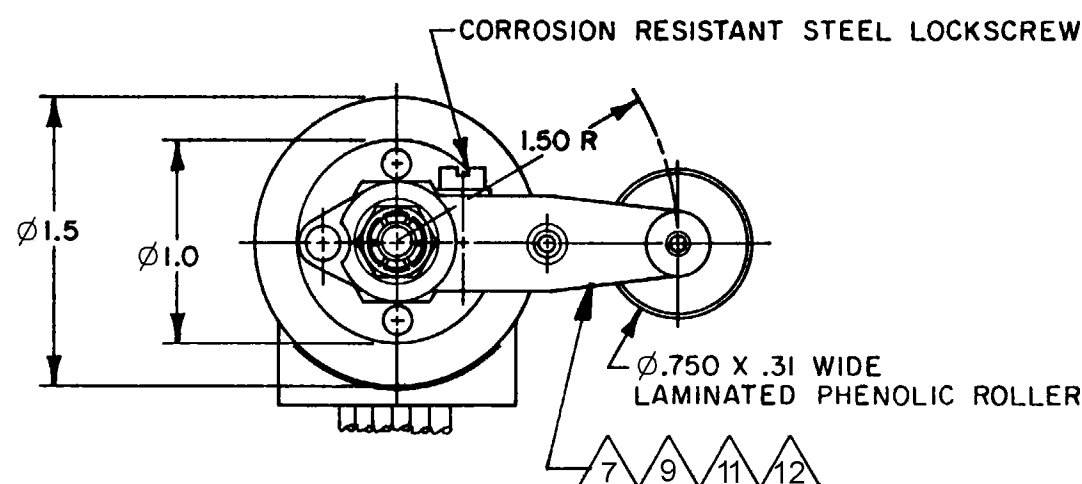 CORROSION RESISTANT STEEL LOCKSCREW
1.50 R
Ø1.5
Ø1.0
Ø.750 X .31 WIDE
LAMINATED PHENOLIC ROLLER
7 9 11 12